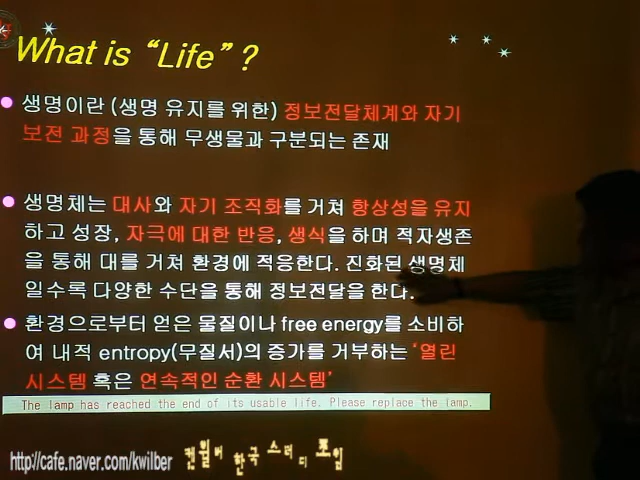 What is “Life” ?
생명이란 (생명 유지를 위한) 정보전달체계와 자기
보전 과정을 통해 무생물과 구분되는 존재
생명체는 대사와 자기 조직화를 거쳐 항상성을 유지
하고 성장, 자극에 대한 반응, 생식을 하며 적자생존
을 통해 대를 거쳐 환경에 적응한다. 진화된 생명체
일수록 다양한 수단을 통해 정보전달을 한다.
환경으로부터 얻은 물질이나 free energy를 소비하
여 내적 entropy(무질서)의 증가를 거부하는 ‘열린
시스템 혹은 연속적인 순환 시스템’
The lamp has reached the end of its usable life. Please replace the lamp.
http://cafe.naver.com/kwilber 켄윌버 한국 스터디 모임